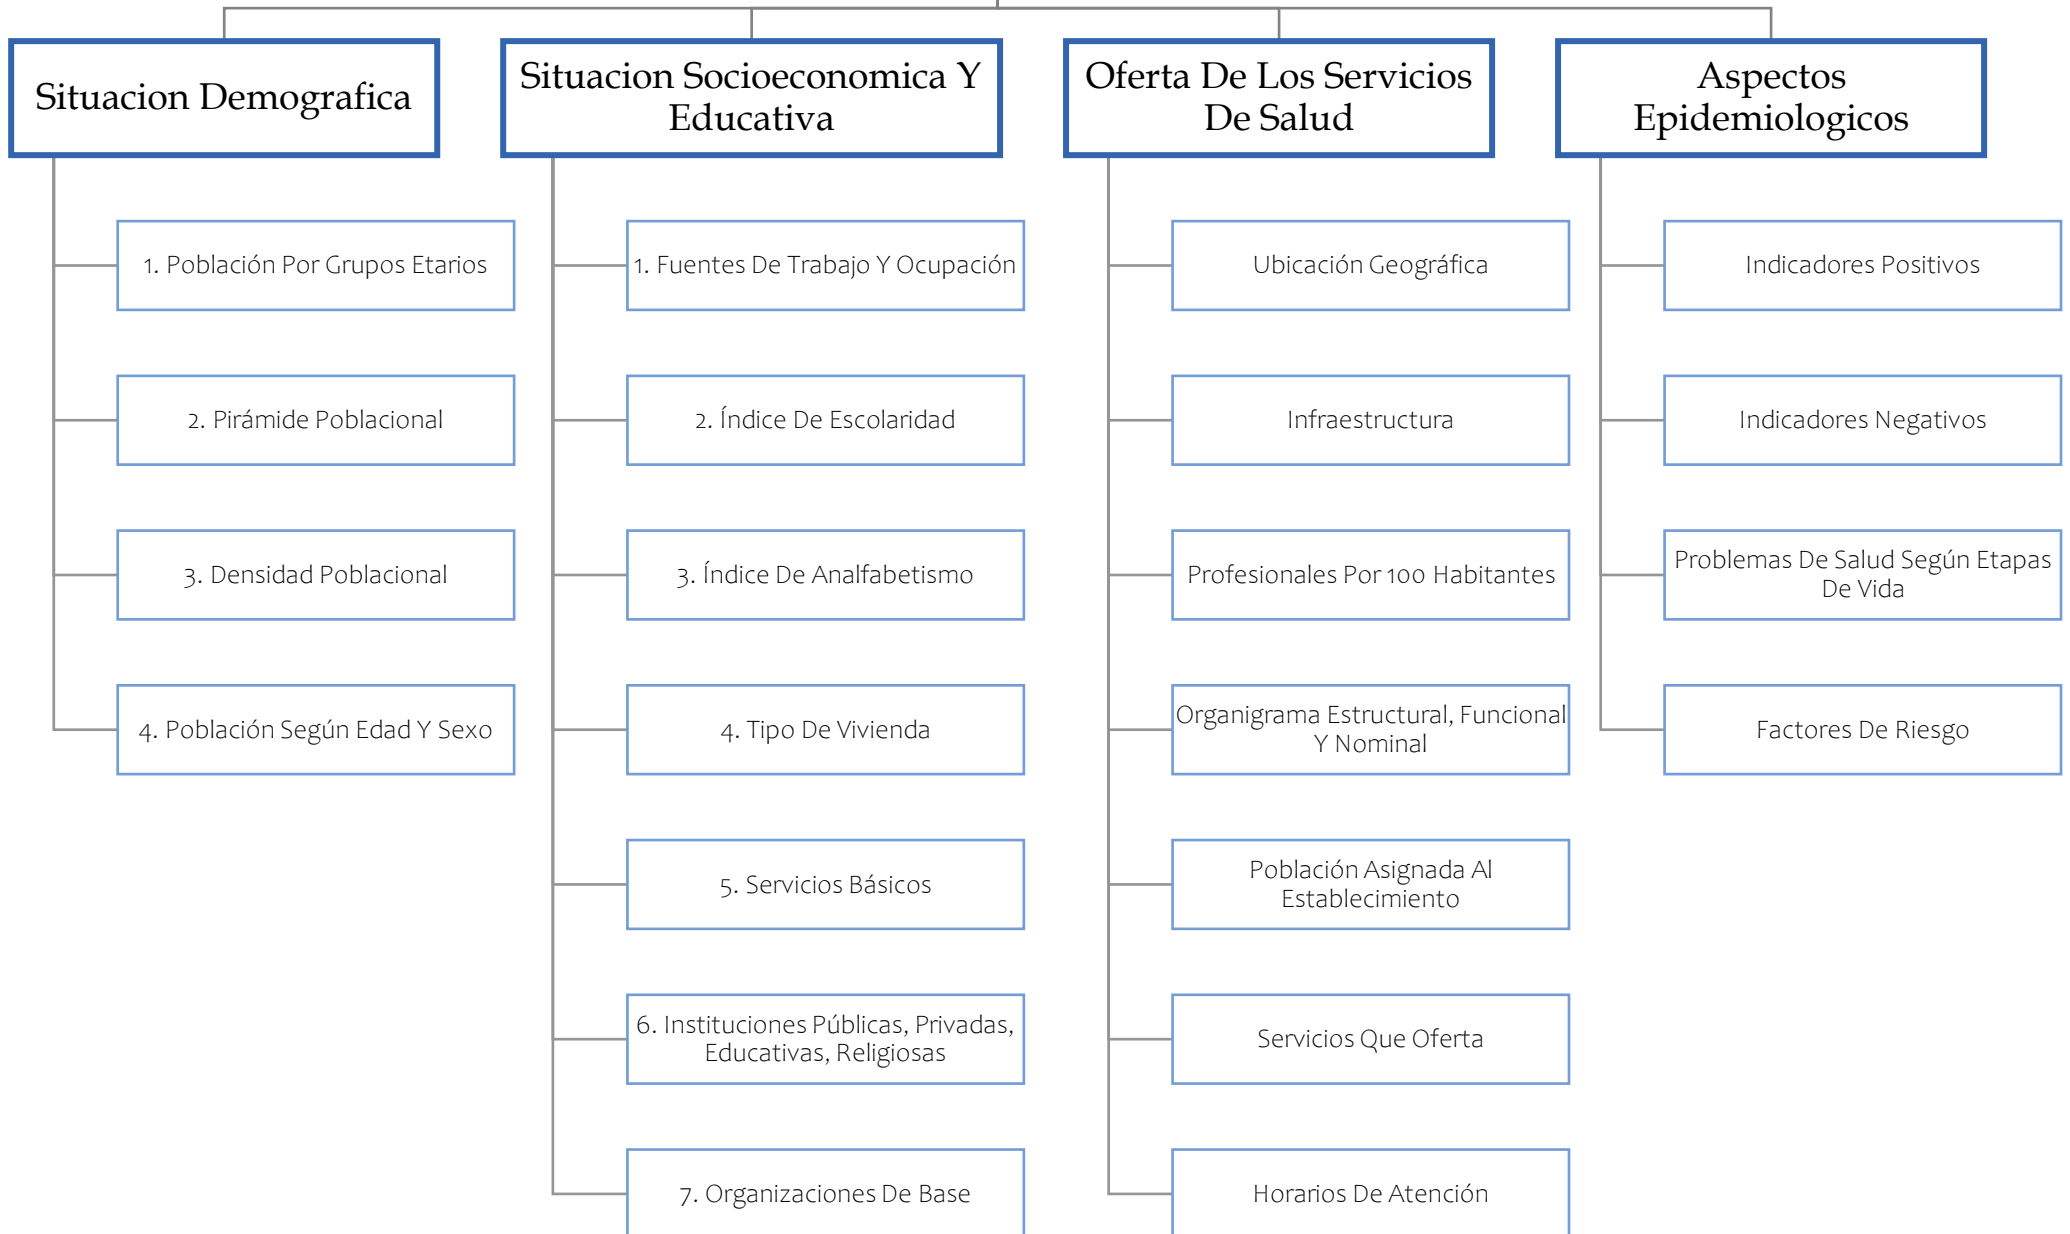 Situacion Demografica
1. Población Por Grupos Etarios
2. Pirámide Poblacional
3. Densidad Poblacional
4. Población Según Edad Y Sexo
Situacion Socioeconomica Y
Educativa
1. Fuentes De Trabajo Y Ocupación
2. Índice De Escolaridad
3. Índice De Analfabetismo
4. Tipo De Vivienda
5. Servicios Básicos
6. Instituciones Públicas, Privadas,
Educativas, Religiosas
7. Organizaciones De Base
Oferta De Los Servicios
De Salud
Ubicación Geográfica
Infraestructura
Profesionales Por 100 Habitantes
Organigrama Estructural, Funcional
Y Nominal
Población Asignada Al
Establecimiento
Servicios Que Oferta
Horarios De Atención
Aspectos
Epidemiologicos
Indicadores Positivos
Indicadores Negativos
Problemas De Salud Según Etapas
De Vida
Factores De Riesgo